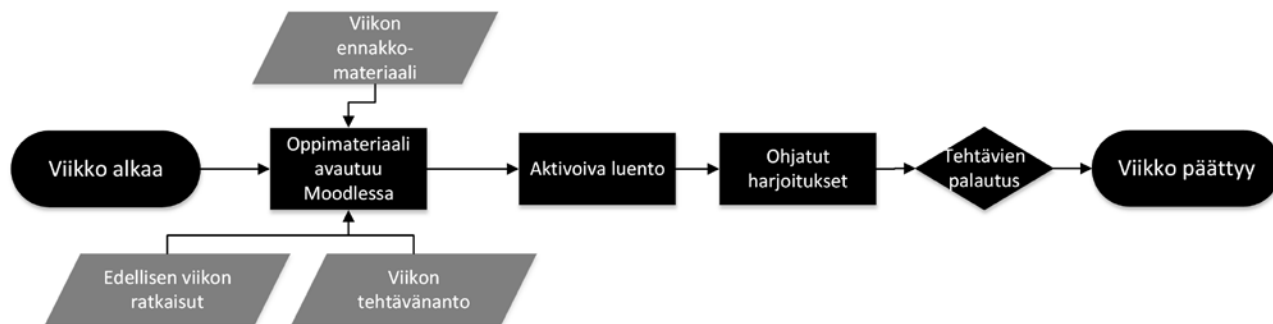 Viikon
ennakko-
materiaali
Viikko alkaa
Oppimateriaali
avautuu
Moodlessa
Aktivoiva luento
Ohjatut
harjoitukset
Tehtävien
palautus
Viikko päättyy
Edellisen viikon
ratkaisut
Viikon
tehtävänanto